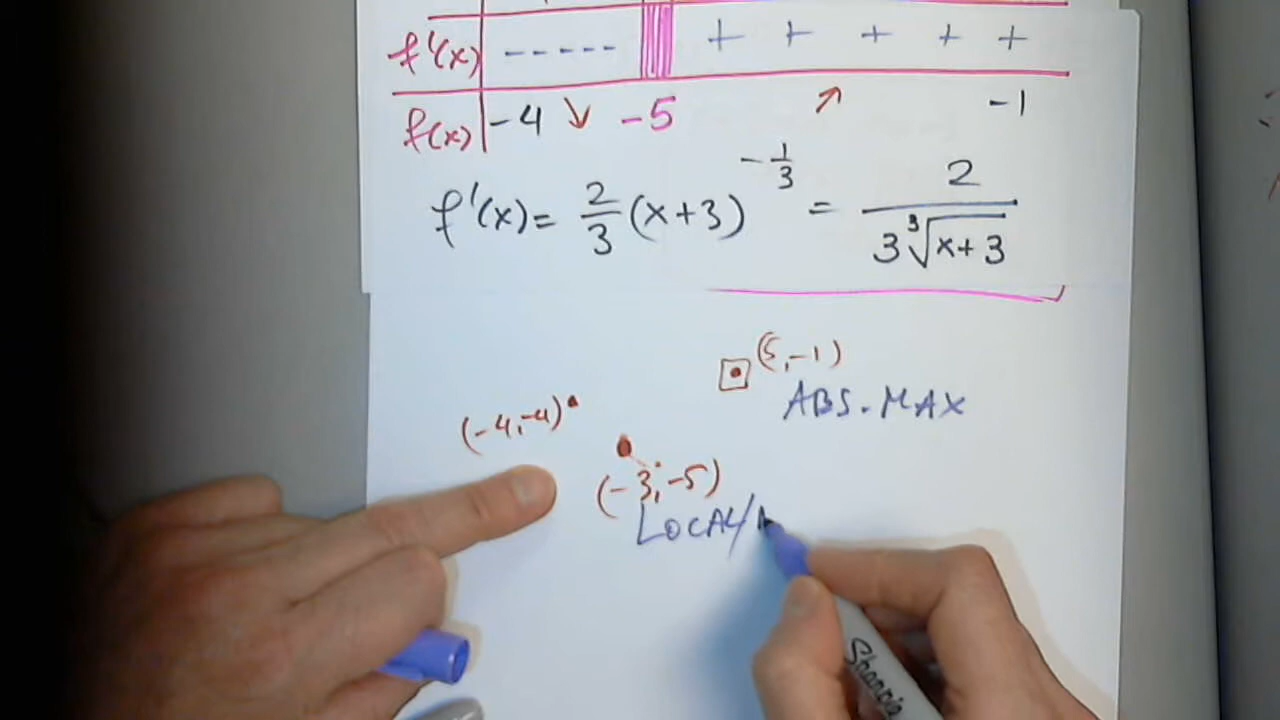 f'(x) ----- + + + + +
f(x) -4 ↘ -5 ↗ -1
f'(x) = 2/3 (x+3)^(-1/3) = 2/(3∛(x+3))
(5,-1)
ABS. MAX
(-4,-4)
(-3,-5)
LOCAL/
Sharpie